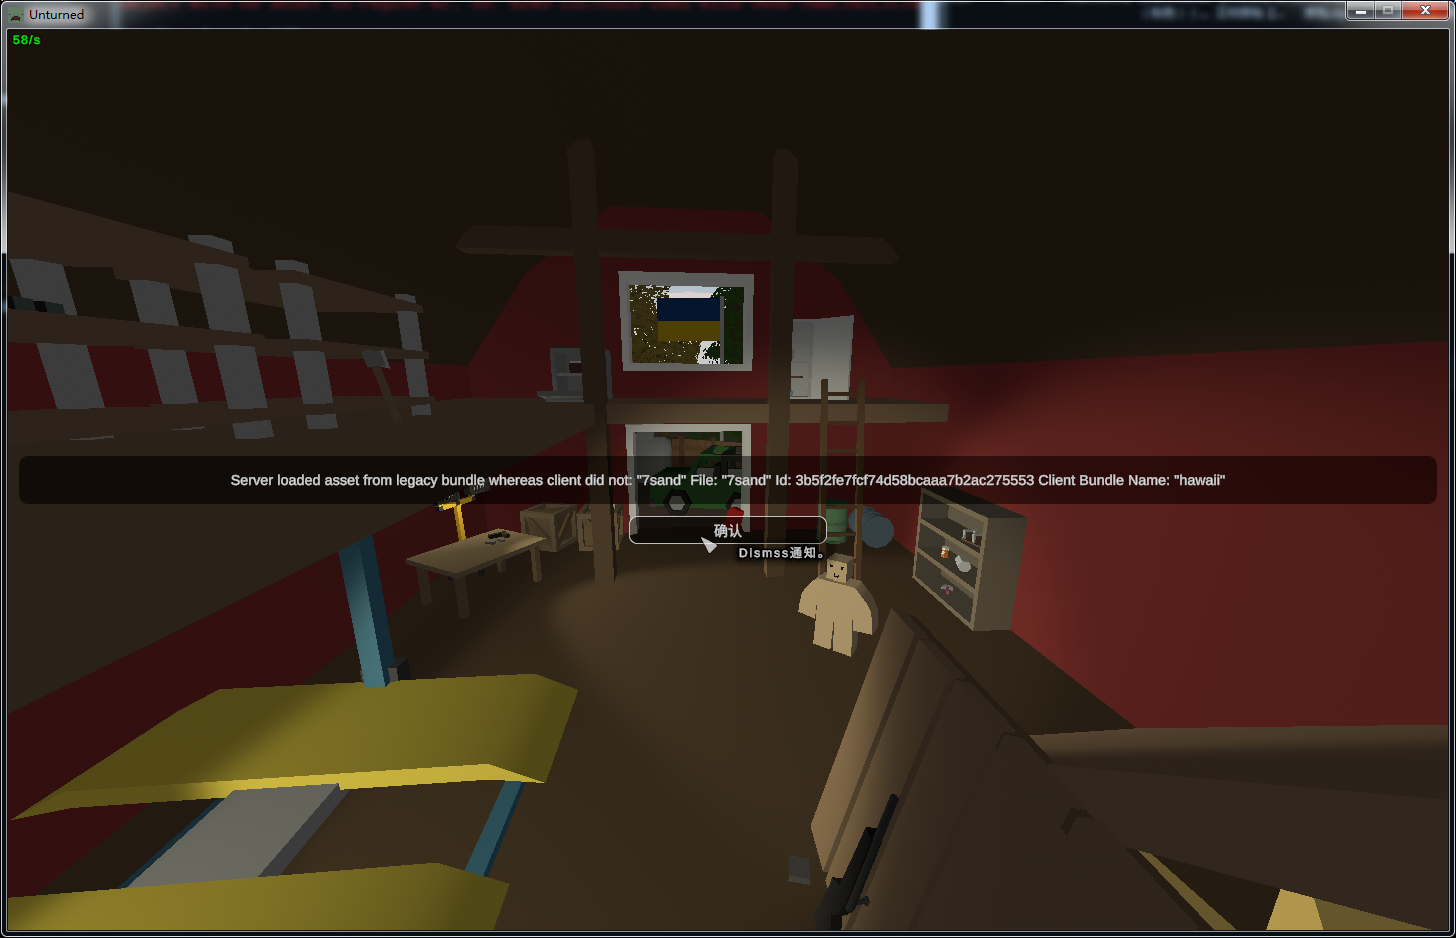 Unturned
58/s
Server loaded asset from legacy bundle whereas client did not: "7sand" File: "7sand" Id: 3b5f2fe7fcf74d58bcaaa7b2ac275553 Client Bundle Name: "hawaii"
确认
Dismss通知。